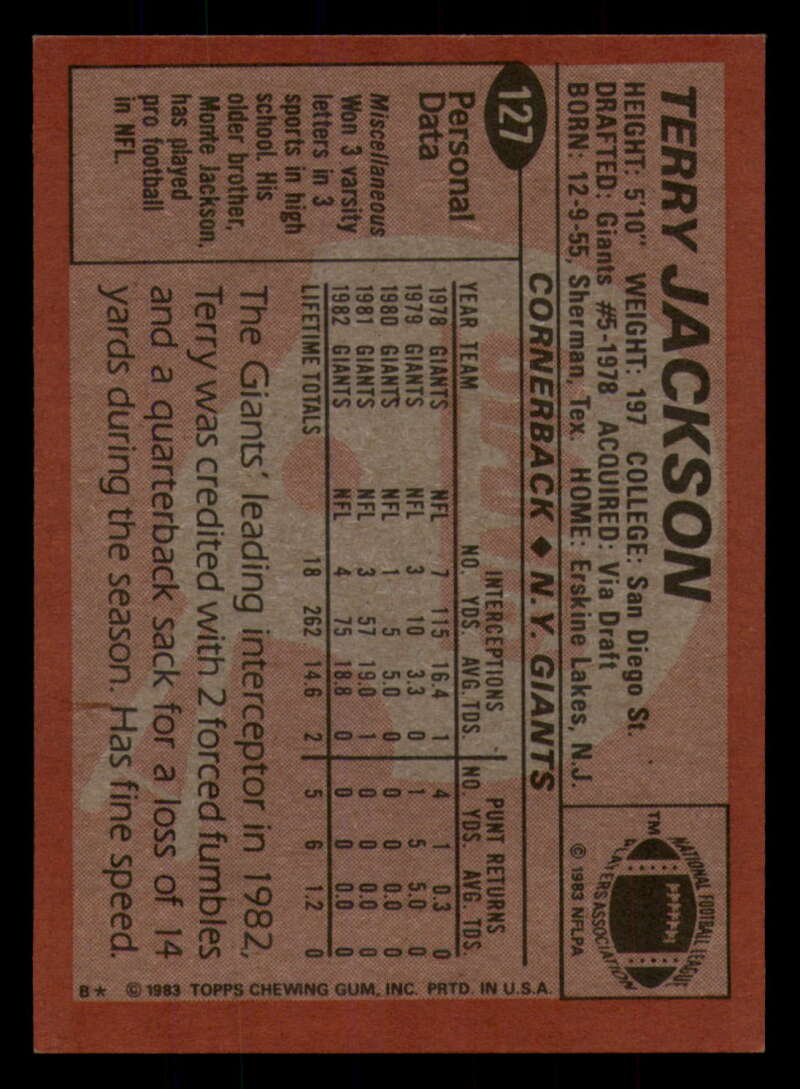 TERRY JACKSON
HEIGHT: 5'10" WEIGHT: 197 COLLEGE: San Diego St.
DRAFTED: Giants #5-1978 ACQUIRED: Via Draft
BORN: 12-9-55, Sherman, Tex. HOME: Erskine Lakes, N.J.
TM
NATIONAL FOOTBALL LEAGUE
PLAYERS ASSOCIATION
© 1983 NFLPA
127
CORNERBACK ◆ N.Y. GIANTS
Personal
Data
Miscellaneous
Won 3 varsity
letters in 3
sports in high
school. His
older brother,
Monte Jackson,
has played
pro football
in NFL.
INTERCEPTIONS PUNT RETURNS
YEAR TEAM NO. YDS. AVG. TDS. NO. YDS. AVG. TDS.
1978 GIANTS NFL 7 115 16.4 1 4 1 0.3 0
1979 GIANTS NFL 3 10 3.3 0 1 5 5.0 0
1980 GIANTS NFL 1 5 5.0 0 0 0 0.0 0
1981 GIANTS NFL 3 57 19.0 1 0 0 0.0 0
1982 GIANTS NFL 4 75 18.8 0 0 0 0.0 0
LIFETIME TOTALS 18 262 14.6 2 5 6 1.2 0
The Giants' leading interceptor in 1982,
Terry was credited with 2 forced fumbles
and a quarterback sack for a loss of 14
yards during the season. Has fine speed.
B* © 1983 TOPPS CHEWING GUM, INC. PRTD. IN U.S.A.